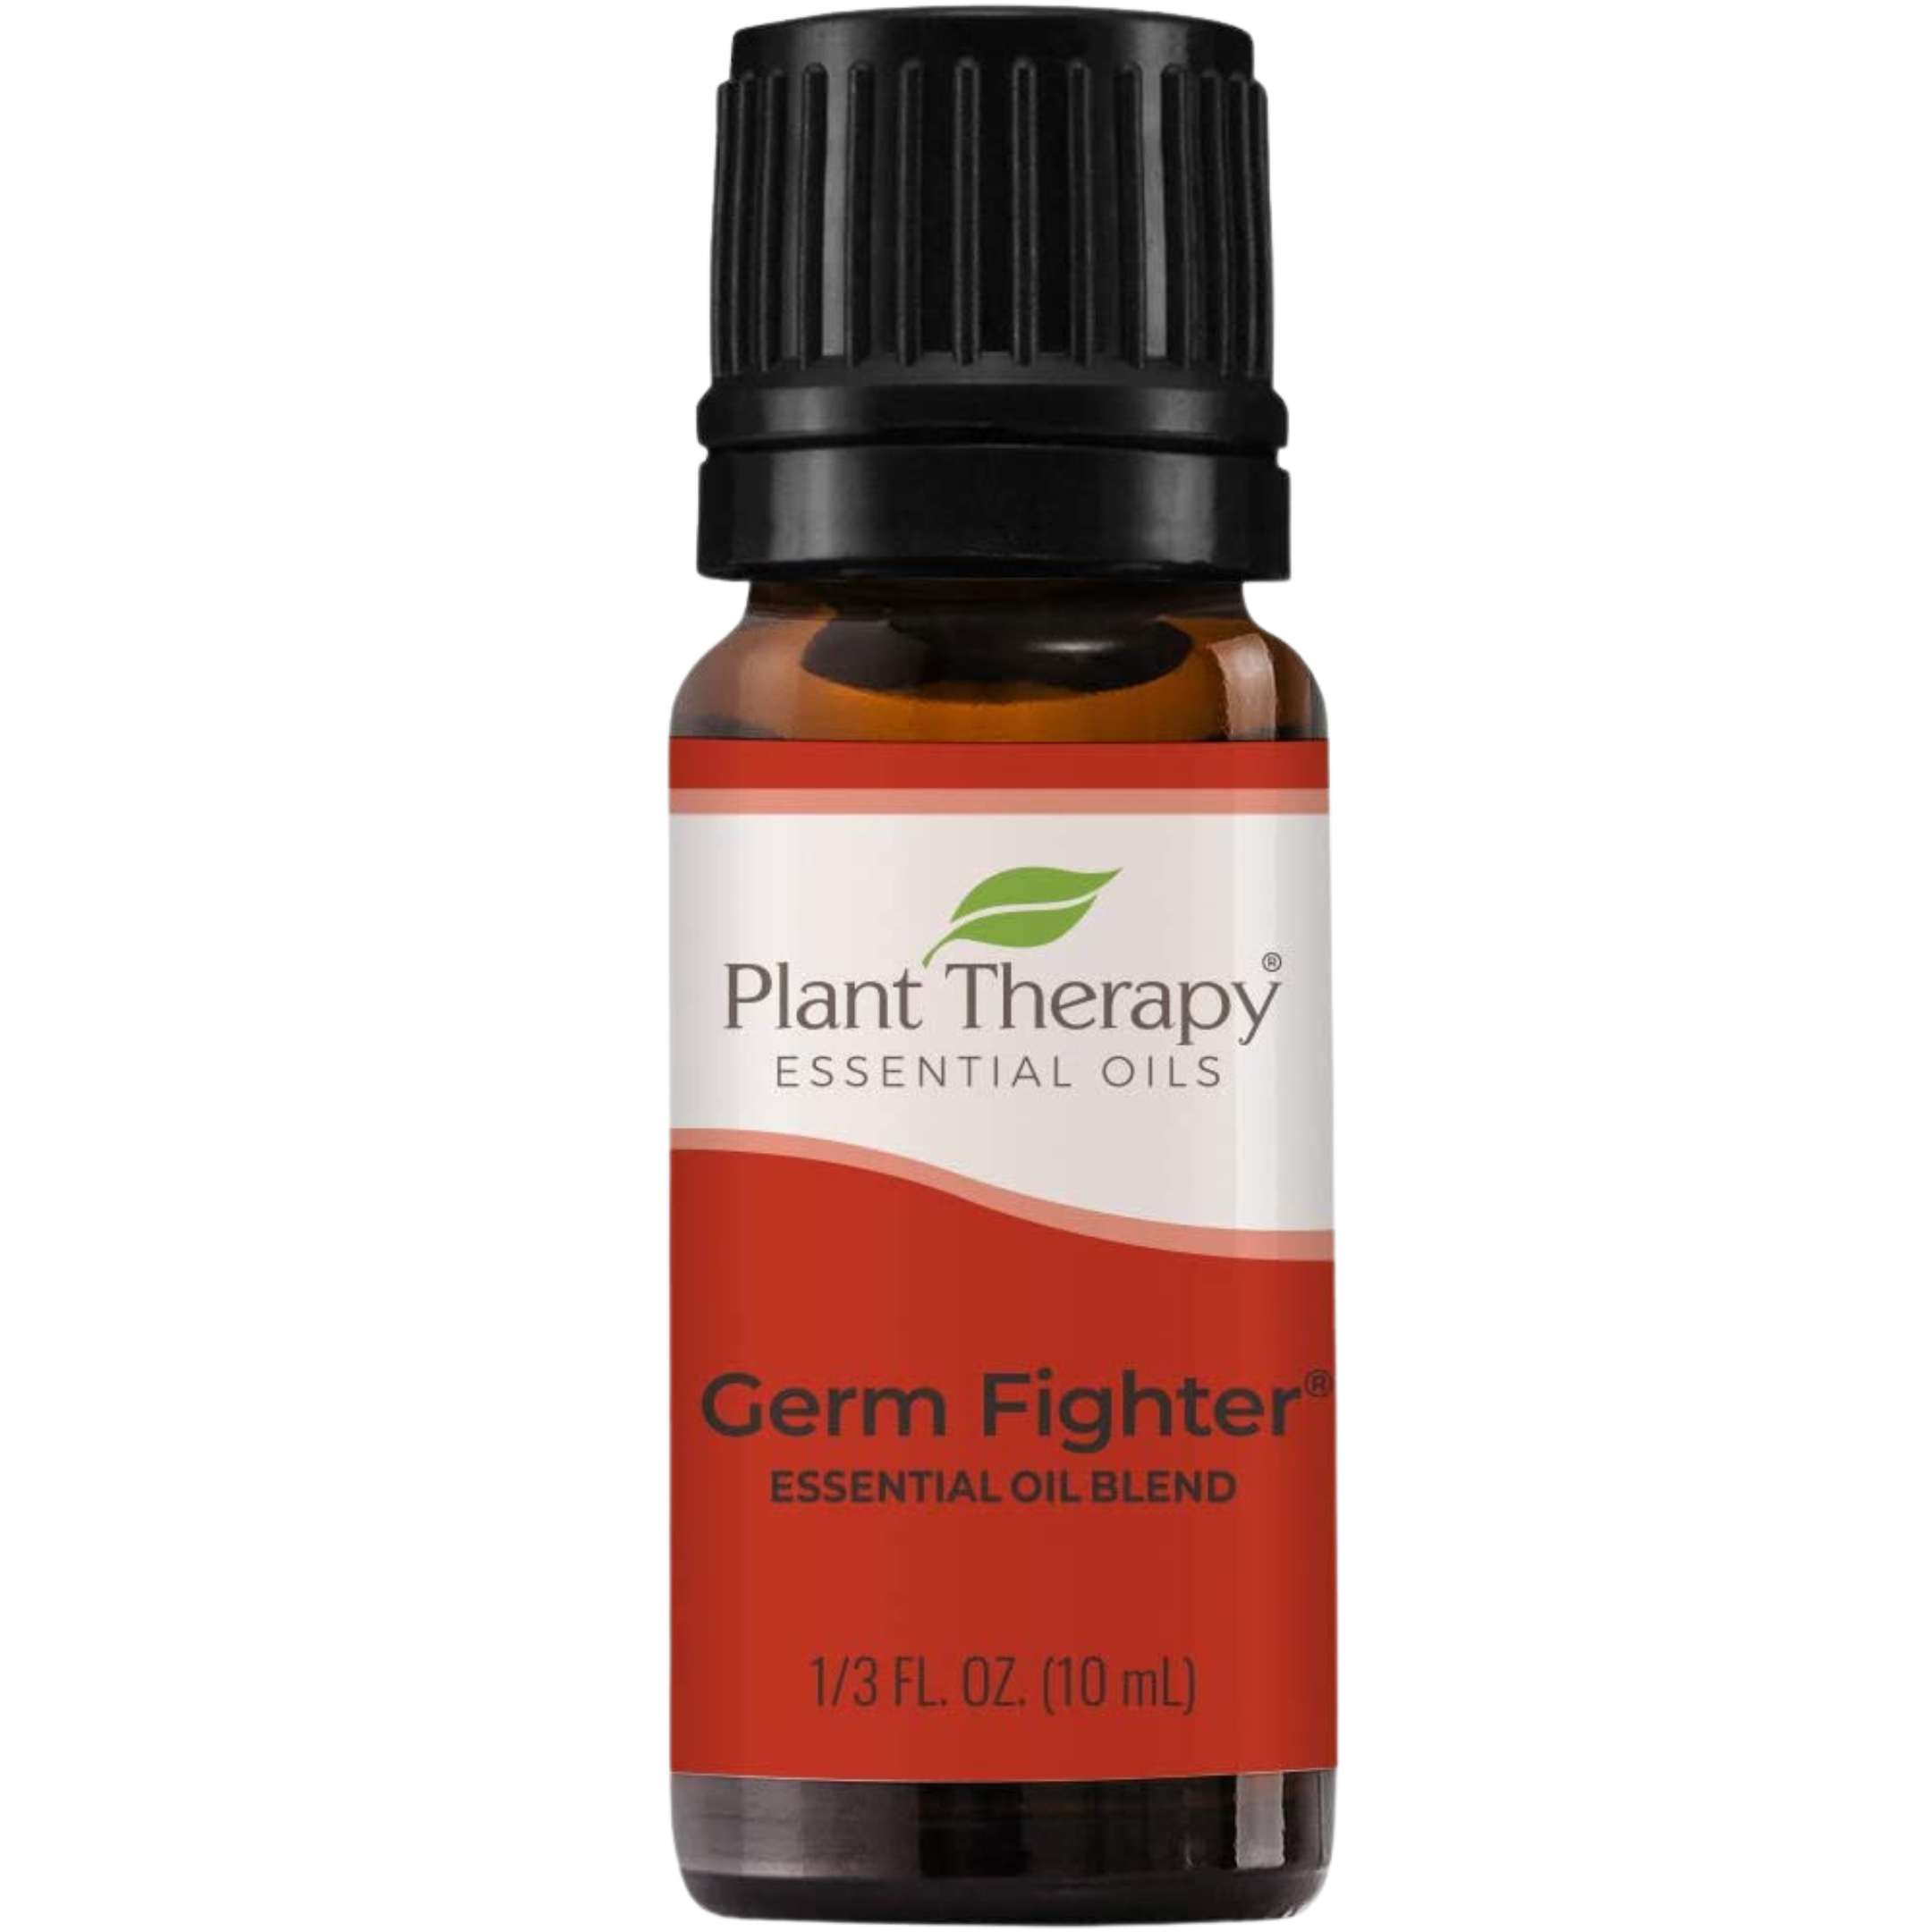 Plant Therapy®
ESSENTIAL OILS
Germ Fighter®
ESSENTIAL OIL BLEND
1/3 FL. OZ. (10 mL)